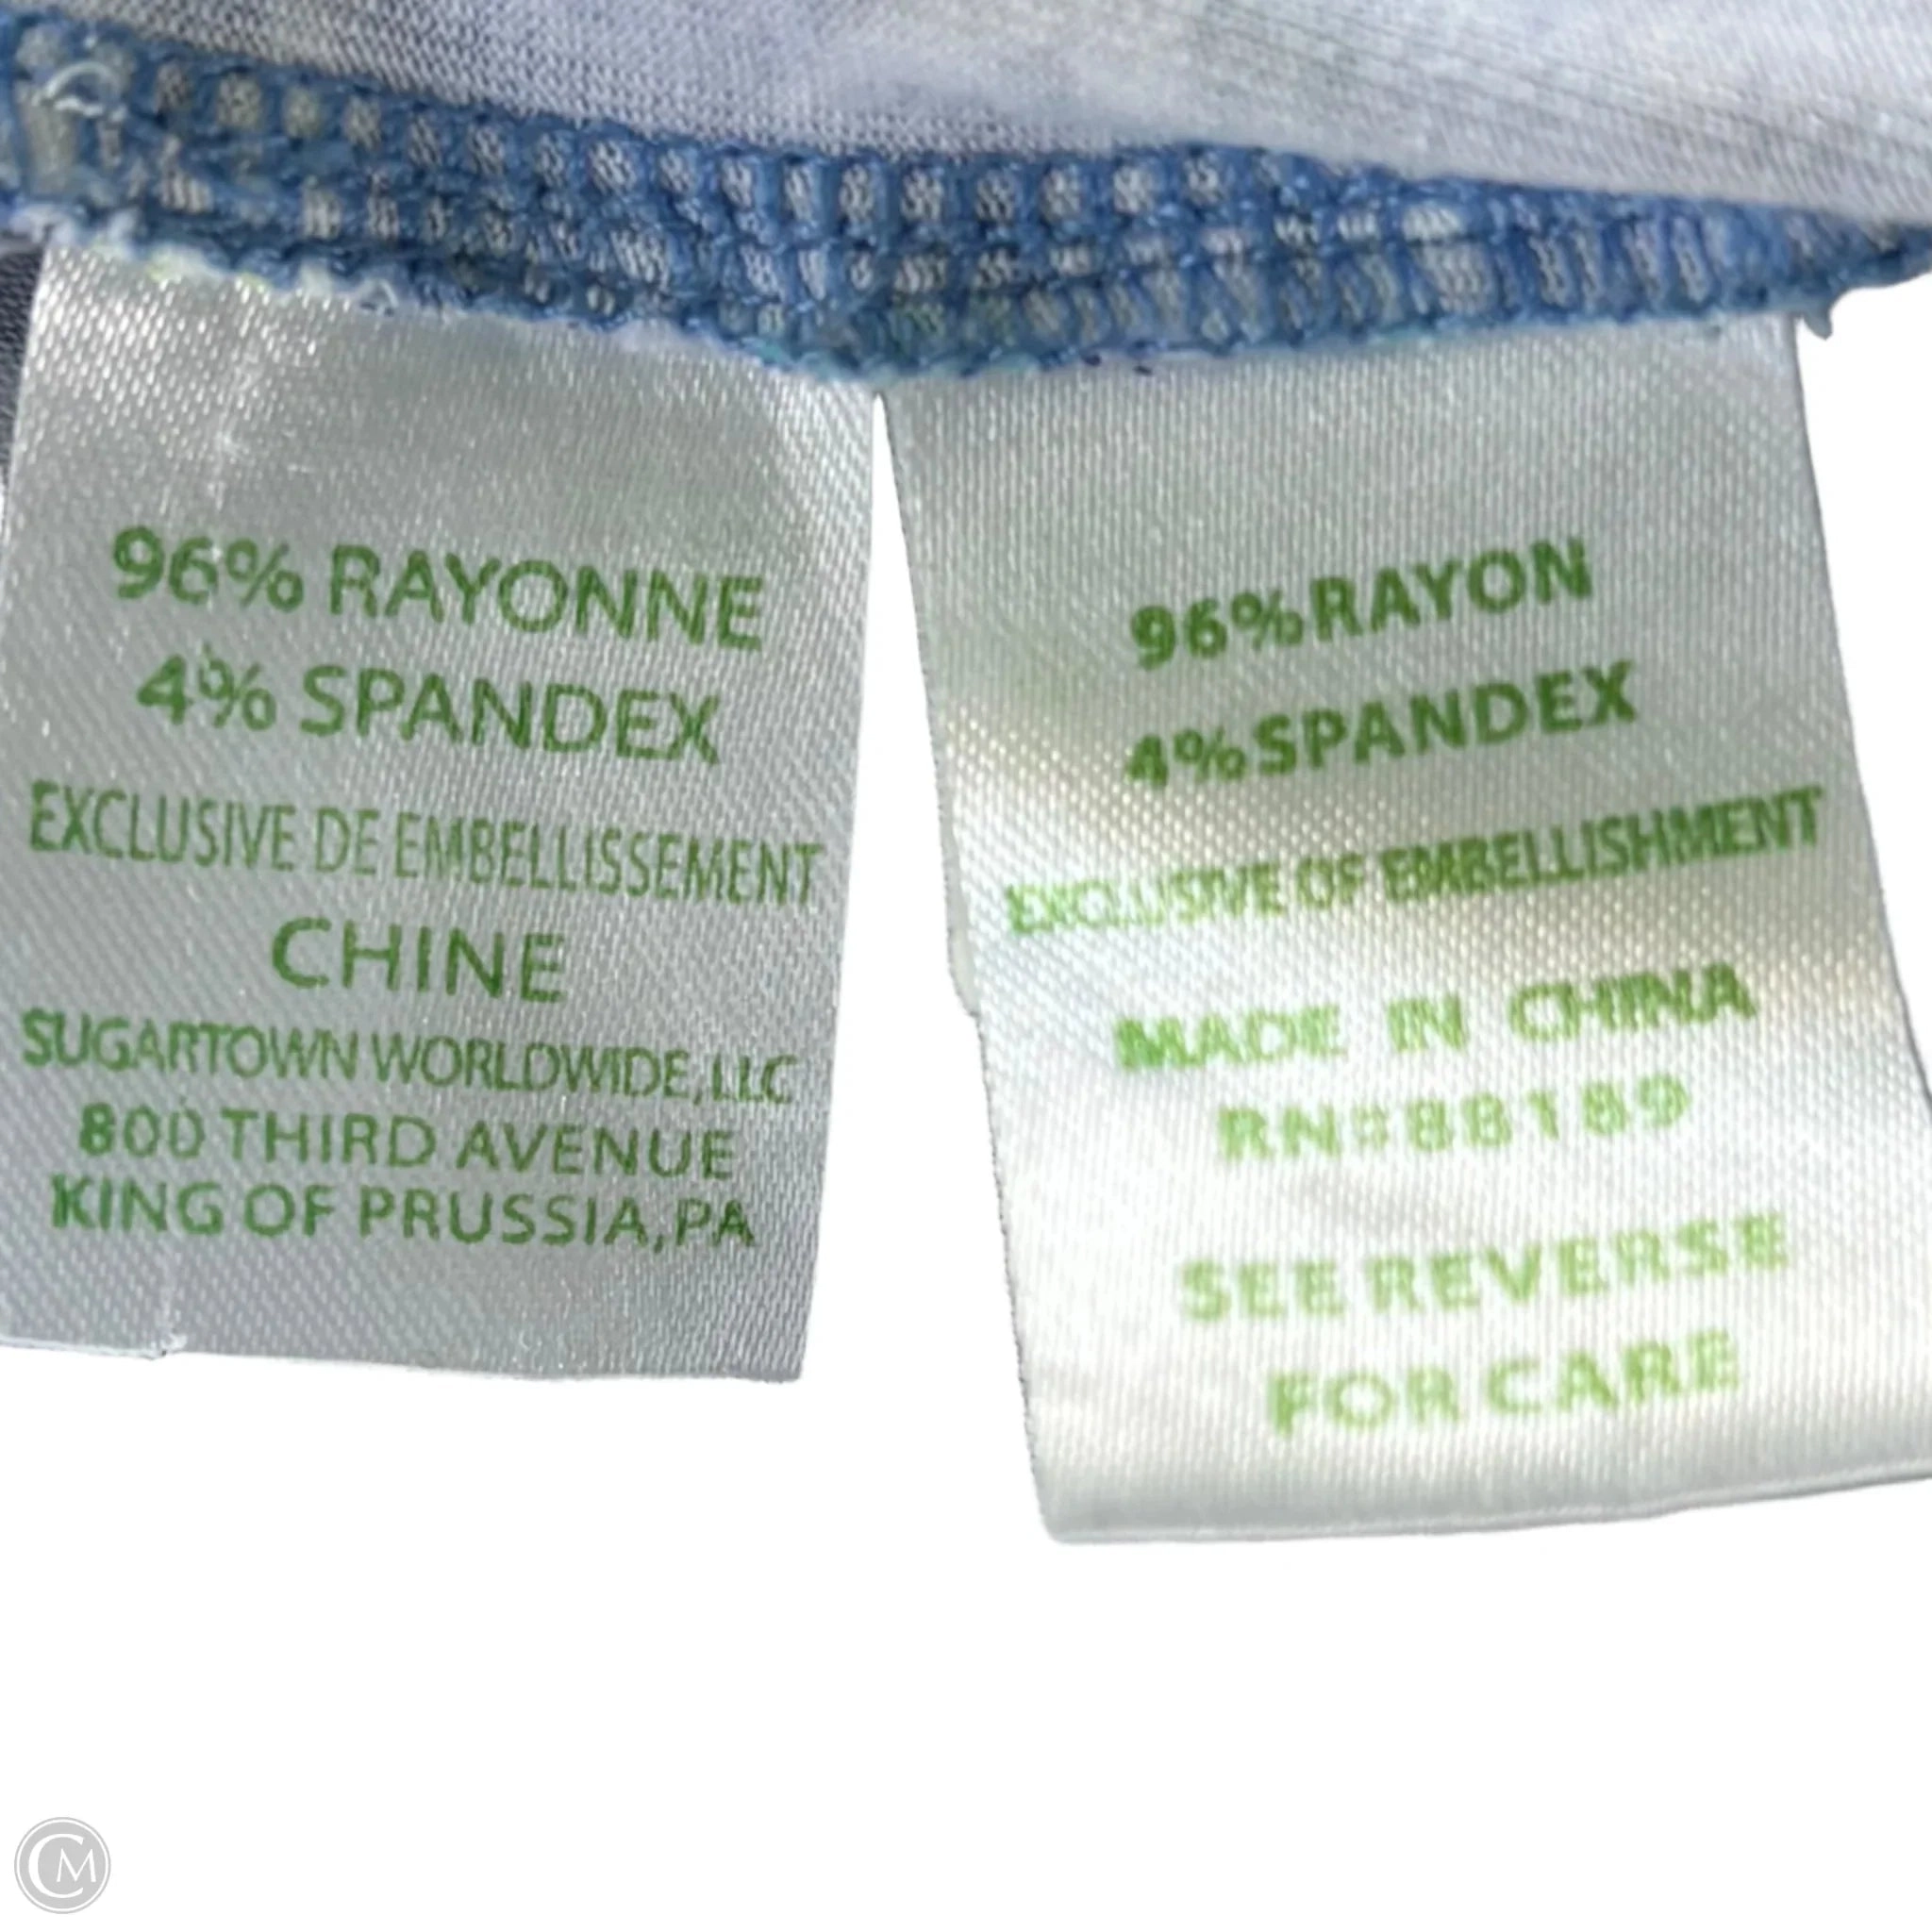 96% RAYONNE
4% SPANDEX
EXCLUSIVE DE EMBELLISSEMENT
CHINE
SUGARTOWN WORLDWIDE, LLC
800 THIRD AVENUE
KING OF PRUSSIA, PA
96% RAYON
4% SPANDEX
EXCLUSIVE OF EMBELLISHMENT
MADE IN CHINA
RN#88189
SEE REVERSE
FOR CARE
CM